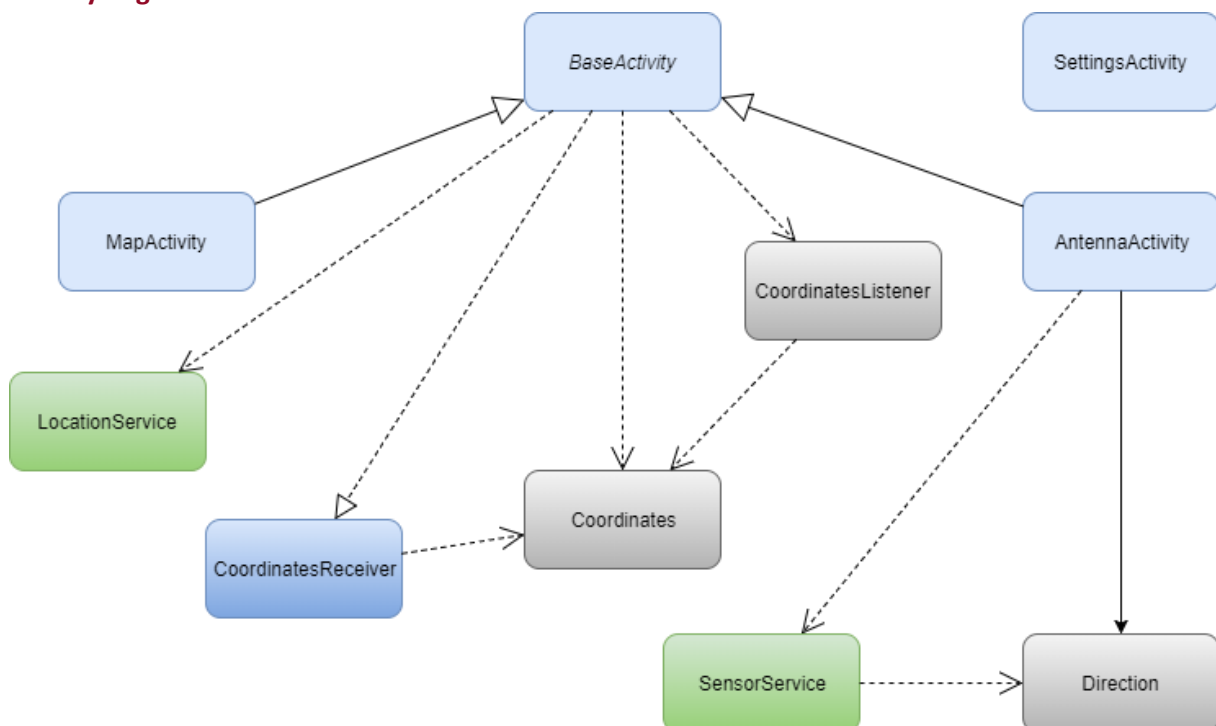 BaseActivity
SettingsActivity
MapActivity
AntennaActivity
CoordinatesListener
LocationService
Coordinates
CoordinatesReceiver
SensorService
Direction